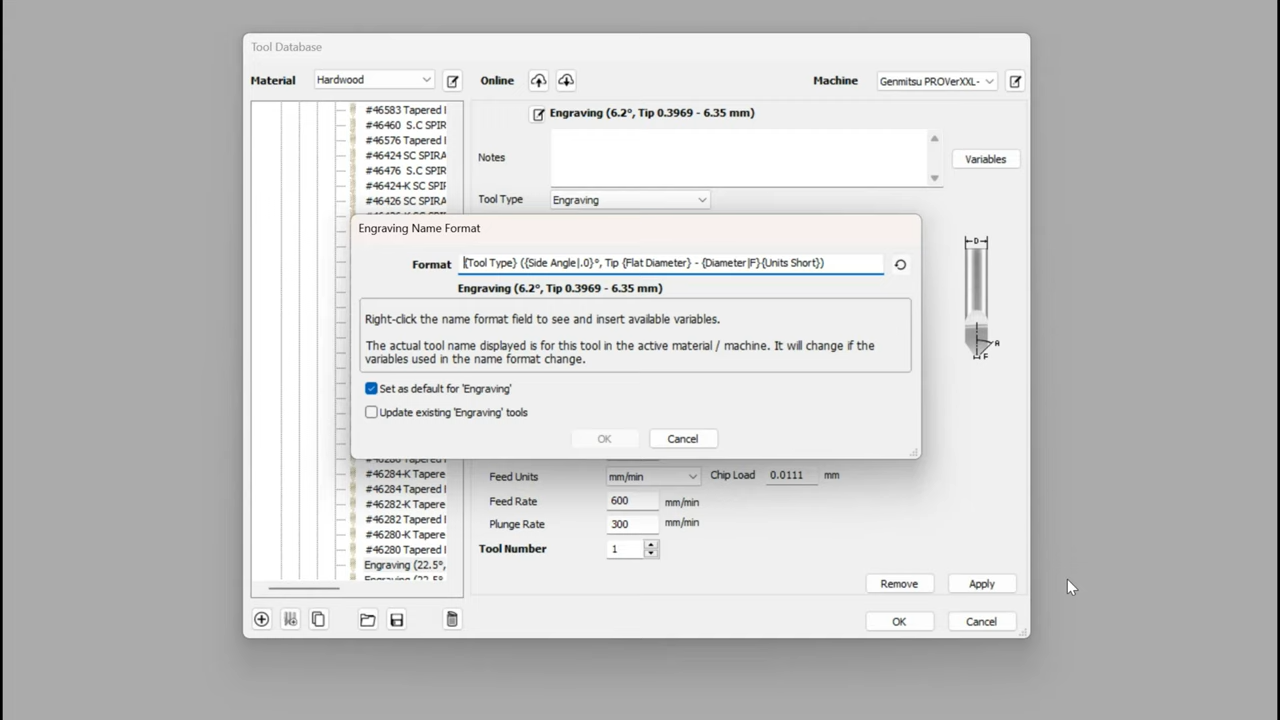 Tool Database
Material Hardwood Online Machine Genmitsu PROVerXXL-
#46583 Tapered I
#46460 S.C SPIR
#46576 Tapered I
#46424 SC SPIRA
#46476 S.C SPIF
#46424-K SC SPIF
#46426 SC SPIRA
Engraving (6.2°, Tip 0.3969 - 6.35 mm)
Notes
Variables
Tool Type Engraving
D
A
F
Engraving Name Format
Format {Tool Type} ({Side Angle|.0}°, Tip {Flat Diameter} - {Diameter|F}{Units Short})
Engraving (6.2°, Tip 0.3969 - 6.35 mm)
Right-click the name format field to see and insert available variables.
The actual tool name displayed is for this tool in the active material / machine. It will change if the
variables used in the name format change.
Set as default for 'Engraving'
Update existing 'Engraving' tools
OK Cancel
#46284-K Tapere
#46284 Tapered I
#46282-K Tapere
#46282 Tapered I
#46280-K Tapere
#46280 Tapered I
Engraving (22.5°,
Feed Units mm/min Chip Load 0.0111 mm
Feed Rate 600 mm/min
Plunge Rate 300 mm/min
Tool Number 1
Remove Apply
OK Cancel